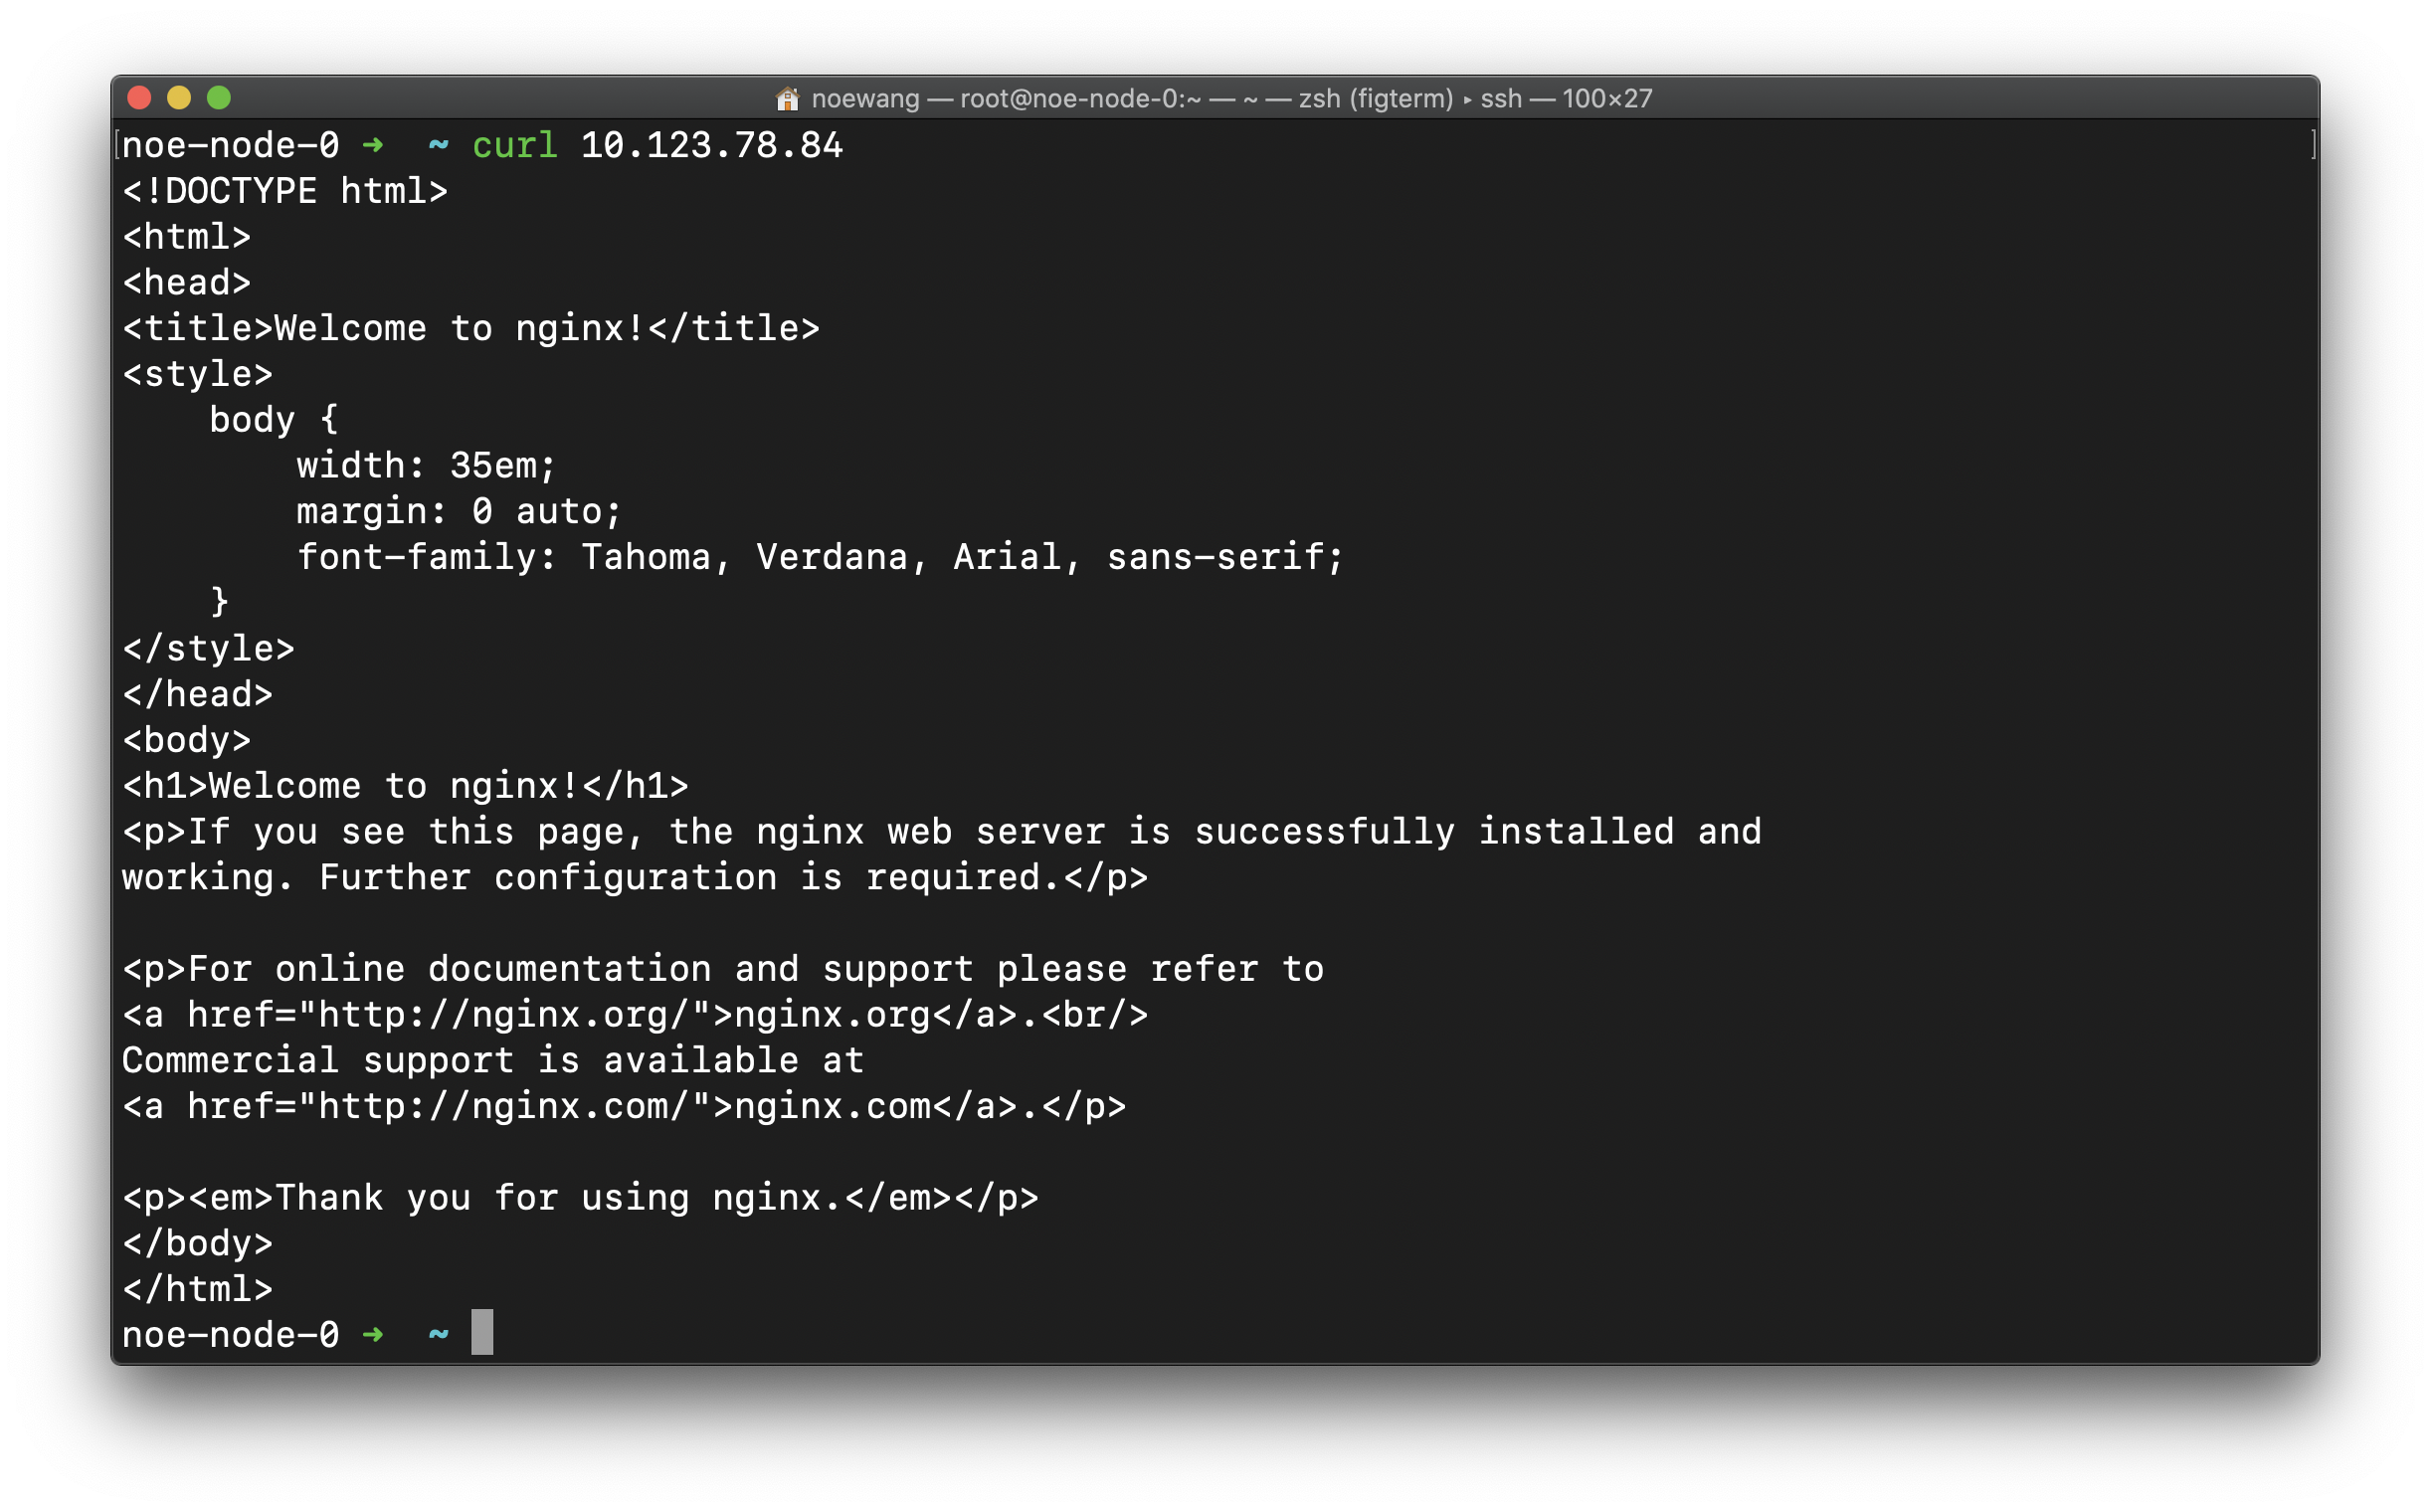 noewang — root@noe-node-0:~ — ~ — zsh (figterm) ▸ ssh — 100×27
[noe-node-0 ➜  ~ curl 10.123.78.84 ]
<!DOCTYPE html>
<html>
<head>
<title>Welcome to nginx!</title>
<style>
    body {
        width: 35em;
        margin: 0 auto;
        font-family: Tahoma, Verdana, Arial, sans-serif;
    }
</style>
</head>
<body>
<h1>Welcome to nginx!</h1>
<p>If you see this page, the nginx web server is successfully installed and
working. Further configuration is required.</p>

<p>For online documentation and support please refer to
<a href="http://nginx.org/">nginx.org</a>.<br/>
Commercial support is available at
<a href="http://nginx.com/">nginx.com</a>.</p>

<p><em>Thank you for using nginx.</em></p>
</body>
</html>
noe-node-0 ➜  ~